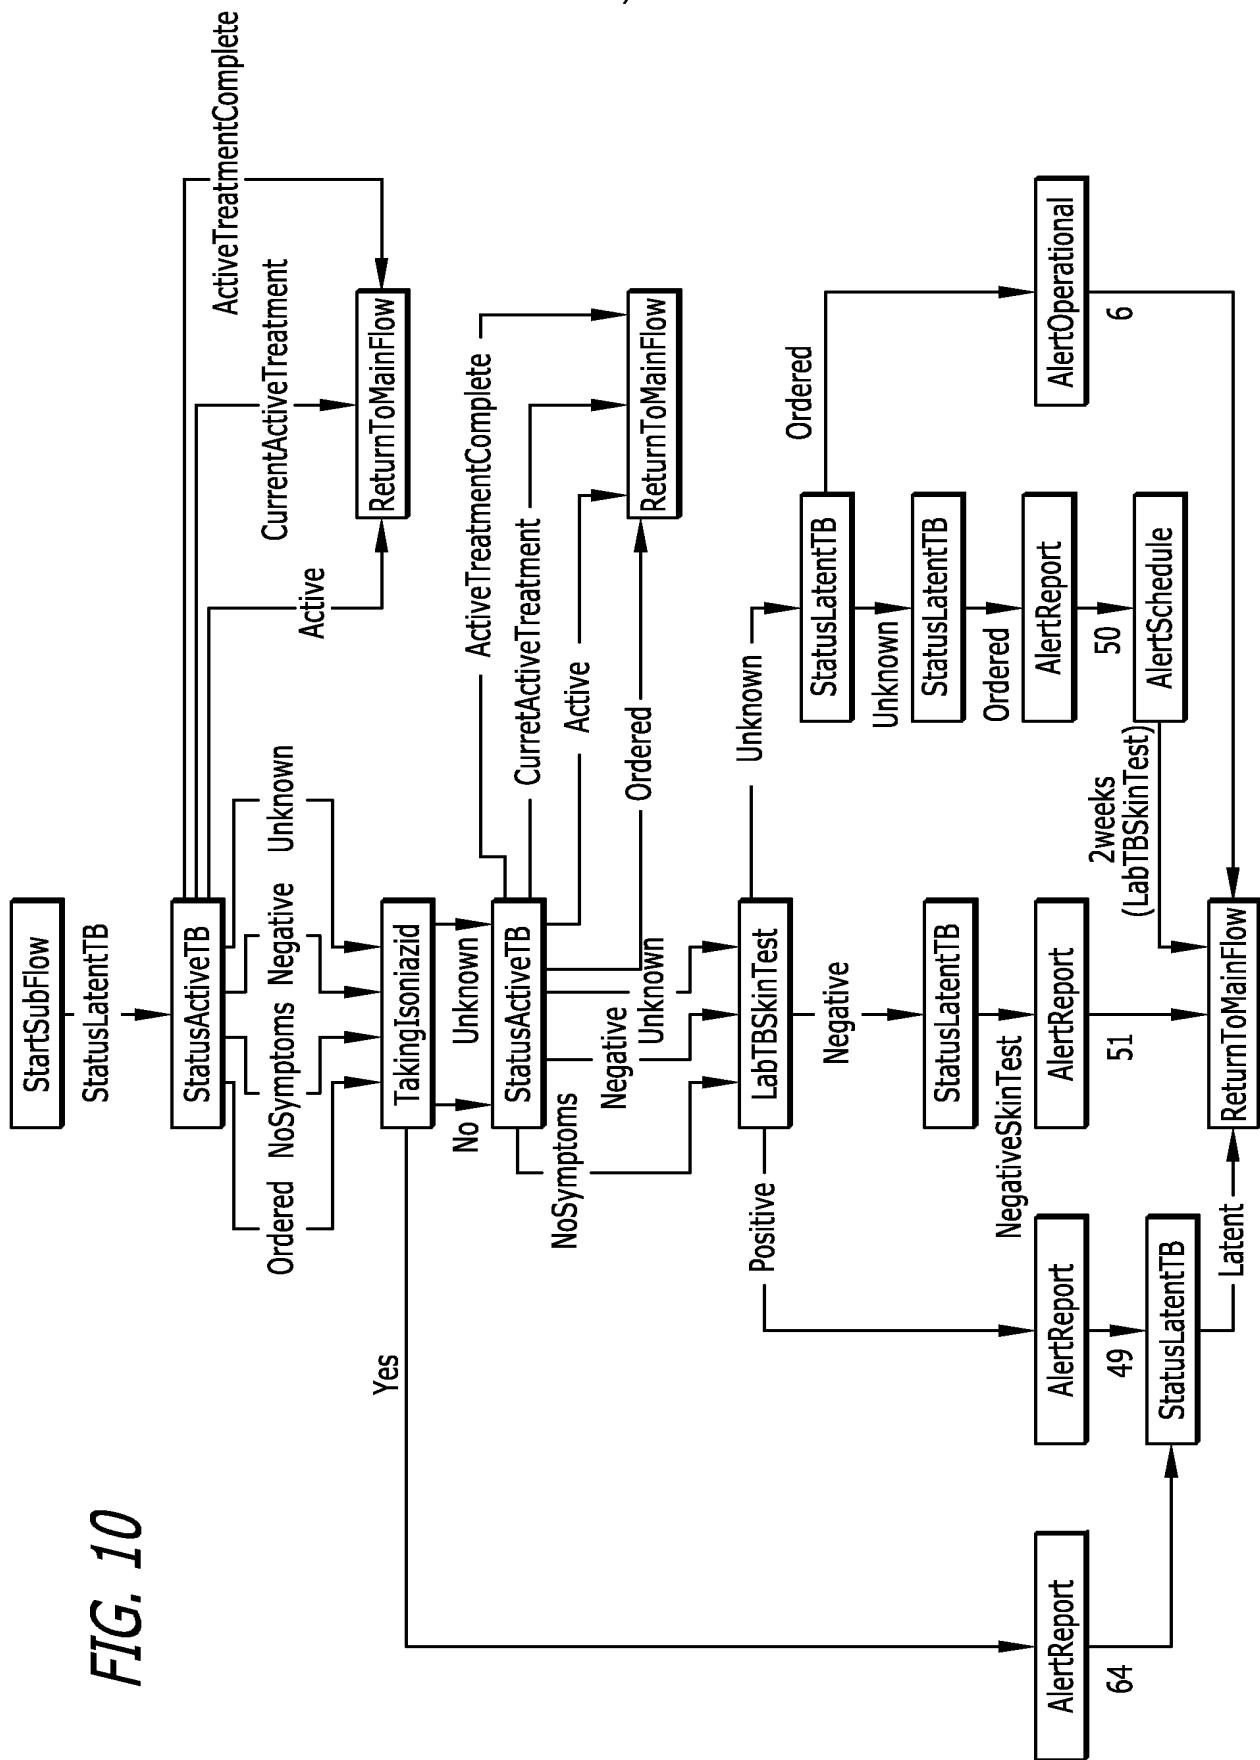 FIG. 10
StartSubFlow
StatusLatentTB
StatusActiveTB
Ordered
NoSymptoms
Negative
Unknown
Active
CurrentActiveTreatment
ActiveTreatmentComplete
ReturnToMainFlow
TakingIsoniazid
Yes
No
Unknown
StatusActiveTB
NoSymptoms
Negative
Unknown
Ordered
Active
CurretActiveTreatment
ActiveTreatmentComplete
ReturnToMainFlow
LabTBSkinTest
Positive
Negative
Unknown
StatusLatentTB
Ordered
Unknown
StatusLatentTB
StatusLatentTB
NegativeSkinTest
Ordered
AlertReport
AlertReport
AlertReport
AlertReport
AlertOperational
64
49
51
50
6
StatusLatentTB
AlertSchedule
2weeks
(LabTBSkinTest)
Latent
ReturnToMainFlow